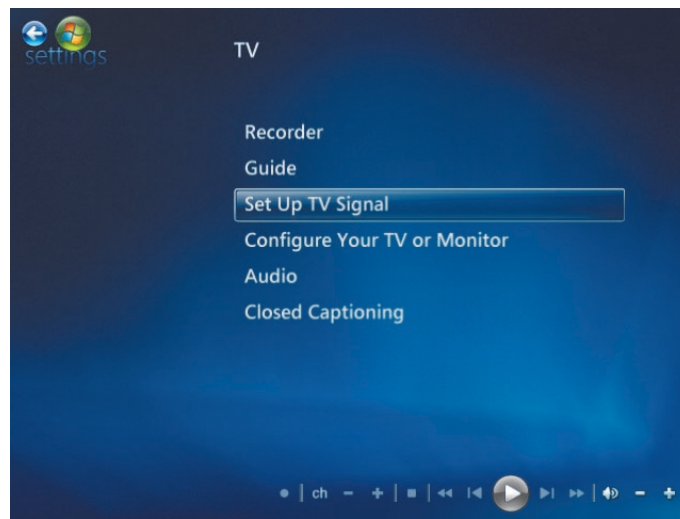 settings
TV
Recorder
Guide
Set Up TV Signal
Configure Your TV or Monitor
Audio
Closed Captioning
ch